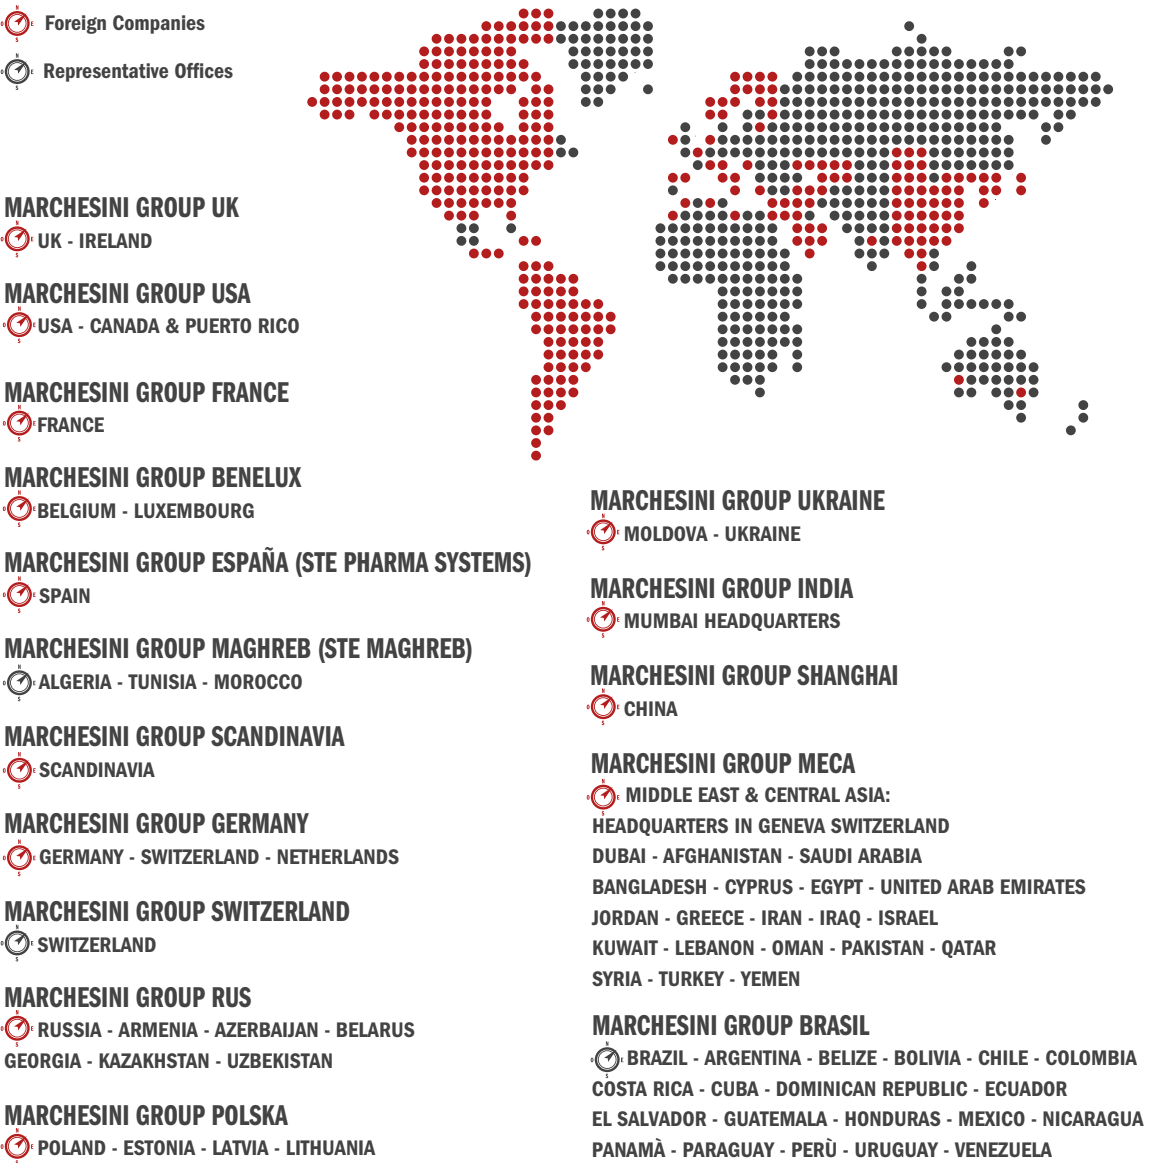 Foreign Companies
Representative Offices
MARCHESINI GROUP UK
UK - IRELAND
MARCHESINI GROUP USA
USA - CANADA & PUERTO RICO
MARCHESINI GROUP FRANCE
FRANCE
MARCHESINI GROUP BENELUX
BELGIUM - LUXEMBOURG
MARCHESINI GROUP ESPAÑA (STE PHARMA SYSTEMS)
SPAIN
MARCHESINI GROUP MAGHREB (STE MAGHREB)
ALGERIA - TUNISIA - MOROCCO
MARCHESINI GROUP SCANDINAVIA
SCANDINAVIA
MARCHESINI GROUP GERMANY
GERMANY - SWITZERLAND - NETHERLANDS
MARCHESINI GROUP SWITZERLAND
SWITZERLAND
MARCHESINI GROUP RUS
RUSSIA - ARMENIA - AZERBAIJAN - BELARUS
GEORGIA - KAZAKHSTAN - UZBEKISTAN
MARCHESINI GROUP POLSKA
POLAND - ESTONIA - LATVIA - LITHUANIA
MARCHESINI GROUP UKRAINE
MOLDOVA - UKRAINE
MARCHESINI GROUP INDIA
MUMBAI HEADQUARTERS
MARCHESINI GROUP SHANGHAI
CHINA
MARCHESINI GROUP MECA
MIDDLE EAST & CENTRAL ASIA:
HEADQUARTERS IN GENEVA SWITZERLAND
DUBAI - AFGHANISTAN - SAUDI ARABIA
BANGLADESH - CYPRUS - EGYPT - UNITED ARAB EMIRATES
JORDAN - GREECE - IRAN - IRAQ - ISRAEL
KUWAIT - LEBANON - OMAN - PAKISTAN - QATAR
SYRIA - TURKEY - YEMEN
MARCHESINI GROUP BRASIL
BRAZIL - ARGENTINA - BELIZE - BOLIVIA - CHILE - COLOMBIA
COSTA RICA - CUBA - DOMINICAN REPUBLIC - ECUADOR
EL SALVADOR - GUATEMALA - HONDURAS - MEXICO - NICARAGUA
PANAMÀ - PARAGUAY - PERÙ - URUGUAY - VENEZUELA